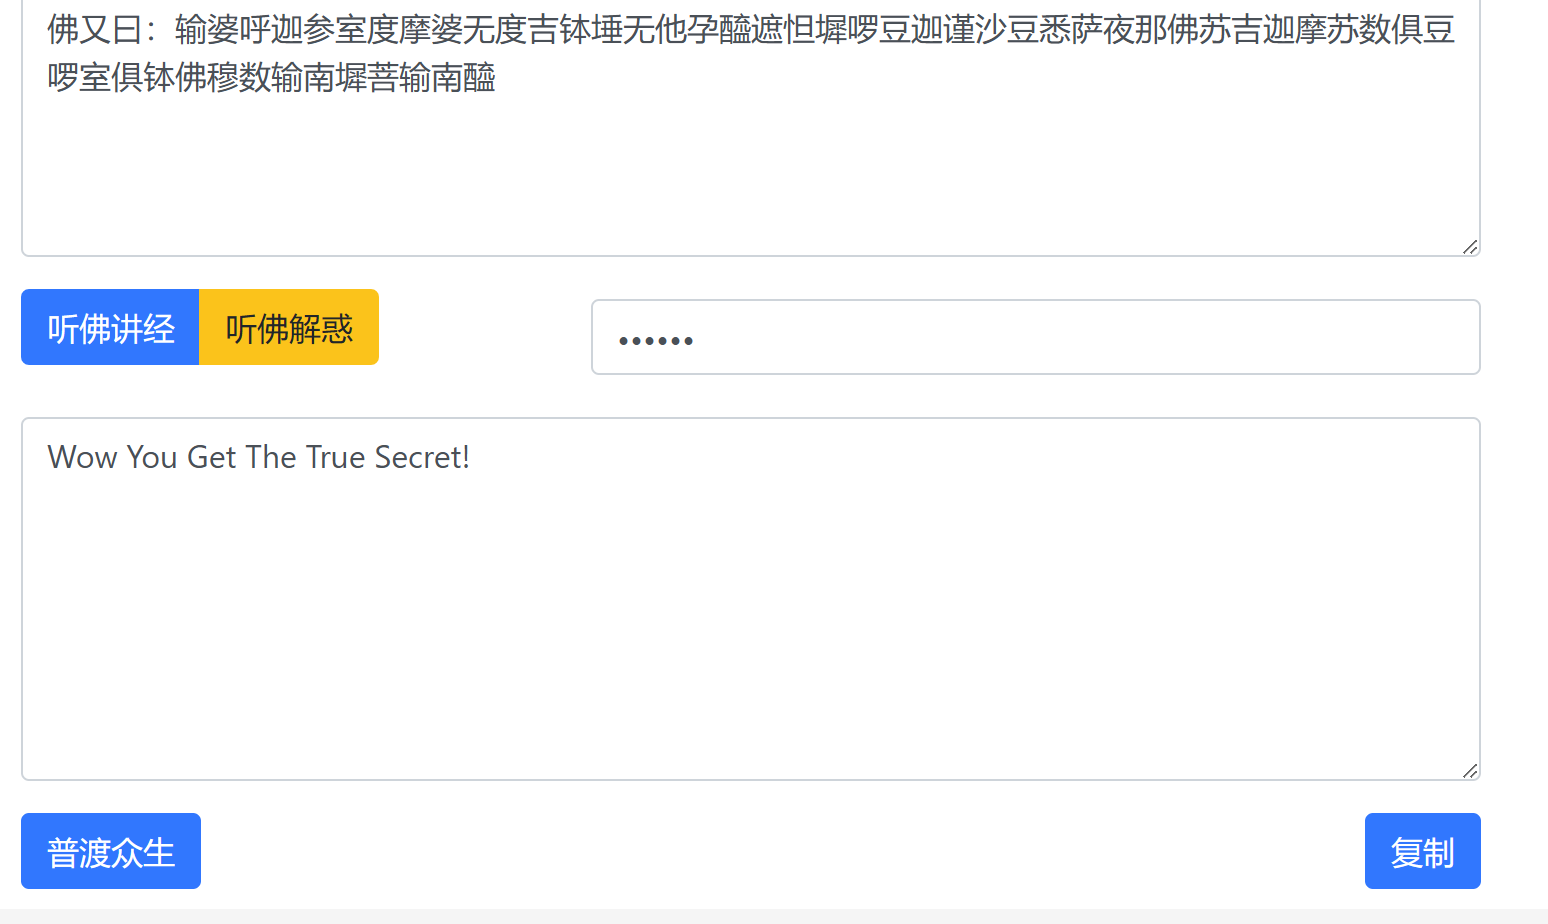 佛又曰：输婆呼迦参室度摩婆无度吉钵埵无他孕醯遮怛墀啰豆迦谨沙豆悉萨夜那佛苏吉迦摩苏数俱豆
啰室俱钵佛穆数输南墀菩输南醯
听佛讲经 听佛解惑 ••••••
Wow You Get The True Secret!
普渡众生 复制